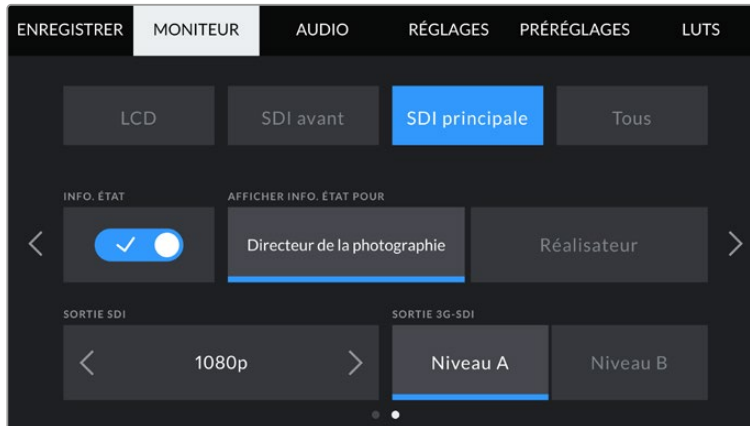 ENREGISTRER MONITEUR AUDIO RÉGLAGES PRÉRÉGLAGES LUTS
LCD SDI avant SDI principale Tous
INFO. ÉTAT AFFICHER INFO. ÉTAT POUR
Directeur de la photographie Réalisateur
SORTIE SDI SORTIE 3G-SDI
1080p Niveau A Niveau B